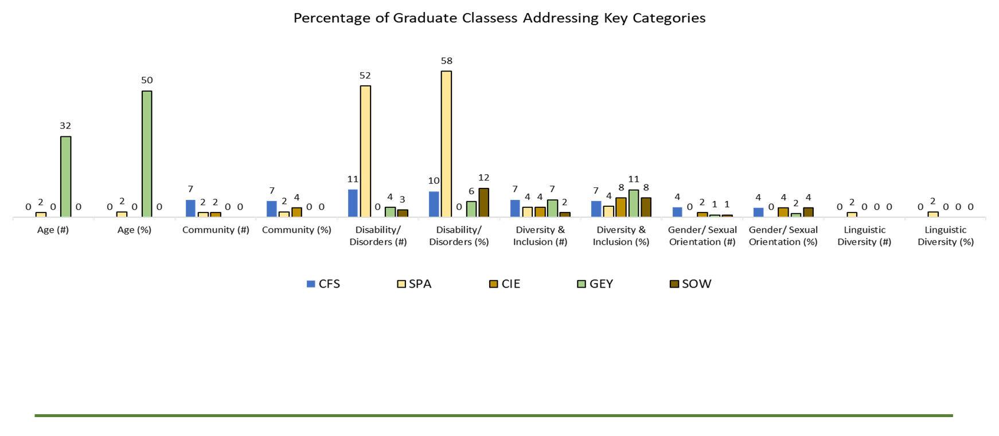 Percentage of Graduate Classess Addressing Key Categories
0 2 0 32 0
0 2 0 50 0
7 2 2 0 0
7 2 4 0 0
11 52 0 4 3
10 58 0 6 12
7 4 4 7 2
7 4 8 11 8
4 0 2 1 1
4 0 4 2 4
0 2 0 0 0
0 2 0 0 0
Age (#)
Age (%)
Community (#)
Community (%)
Disability/
Disorders (#)
Disability/
Disorders (%)
Diversity &
Inclusion (#)
Diversity &
Inclusion (%)
Gender/ Sexual
Orientation (#)
Gender/ Sexual
Orientation (%)
Linguistic
Diversity (#)
Linguistic
Diversity (%)
CFS SPA CIE GEY SOW